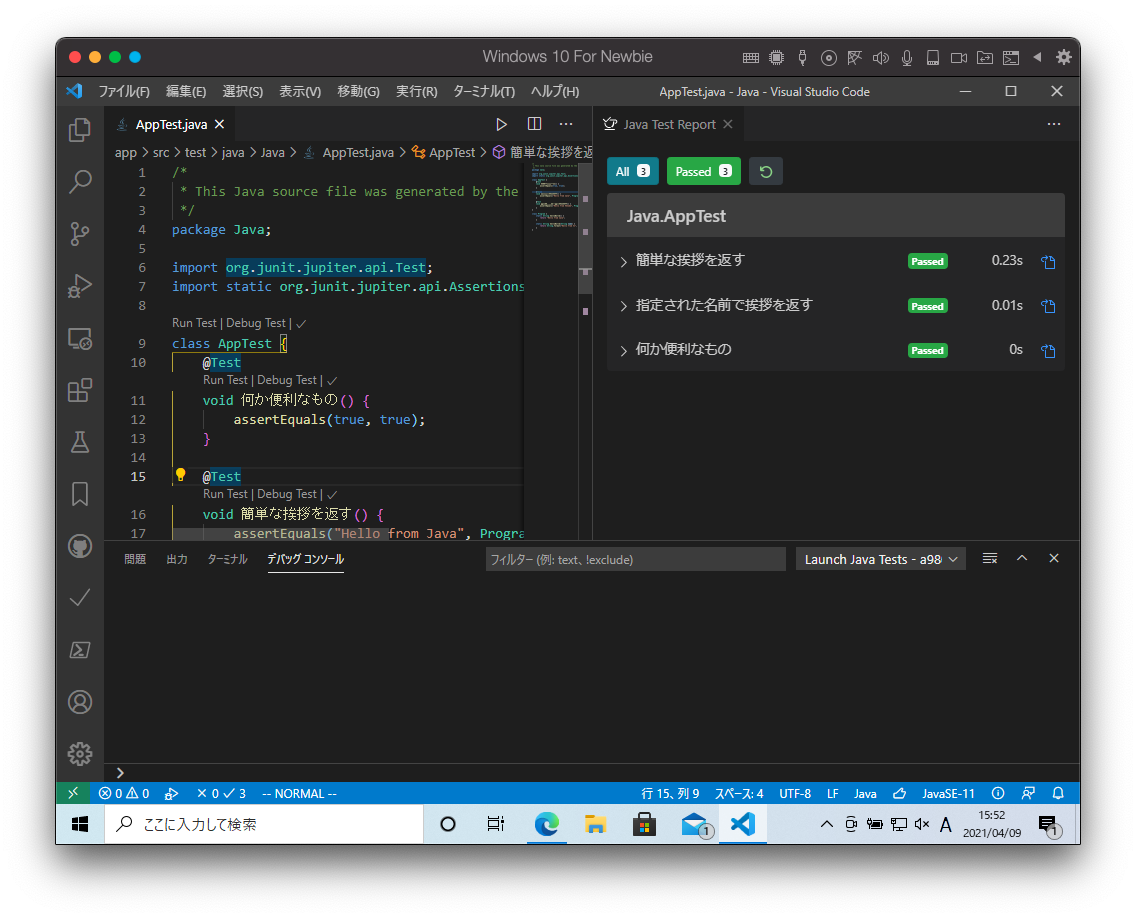 Windows 10 For Newbie
ファイル(F) 編集(E) 選択(S) 表示(V) 移動(G) 実行(R) ターミナル(T) ヘルプ(H) AppTest.java - Java - Visual Studio Code
AppTest.java
app > src > test > java > Java > AppTest.java > AppTest > 簡単な挨拶を返
1 /*
2 * This Java source file was generated by the
3 */
4 package Java;
5
6 import org.junit.jupiter.api.Test;
7 import static org.junit.jupiter.api.Assertions
8
Run Test | Debug Test | ✓
9 class AppTest {
10 @Test
Run Test | Debug Test | ✓
11 void 何か便利なもの() {
12 assertEquals(true, true);
13 }
14
15 @Test
Run Test | Debug Test | ✓
16 void 簡単な挨拶を返す() {
17 assertEquals("Hello from Java", Progra
Java Test Report
All 3 Passed 3
Java.AppTest
簡単な挨拶を返す Passed 0.23s
指定された名前で挨拶を返す Passed 0.01s
何か便利なもの Passed 0s
問題 出力 ターミナル デバッグ コンソール フィルター (例: text、!exclude) Launch Java Tests - a98
0 0 0 3 -- NORMAL -- 行 15、列 9 スペース: 4 UTF-8 LF Java JavaSE-11
ここに入力して検索 1 A 15:52
2021/04/09 1